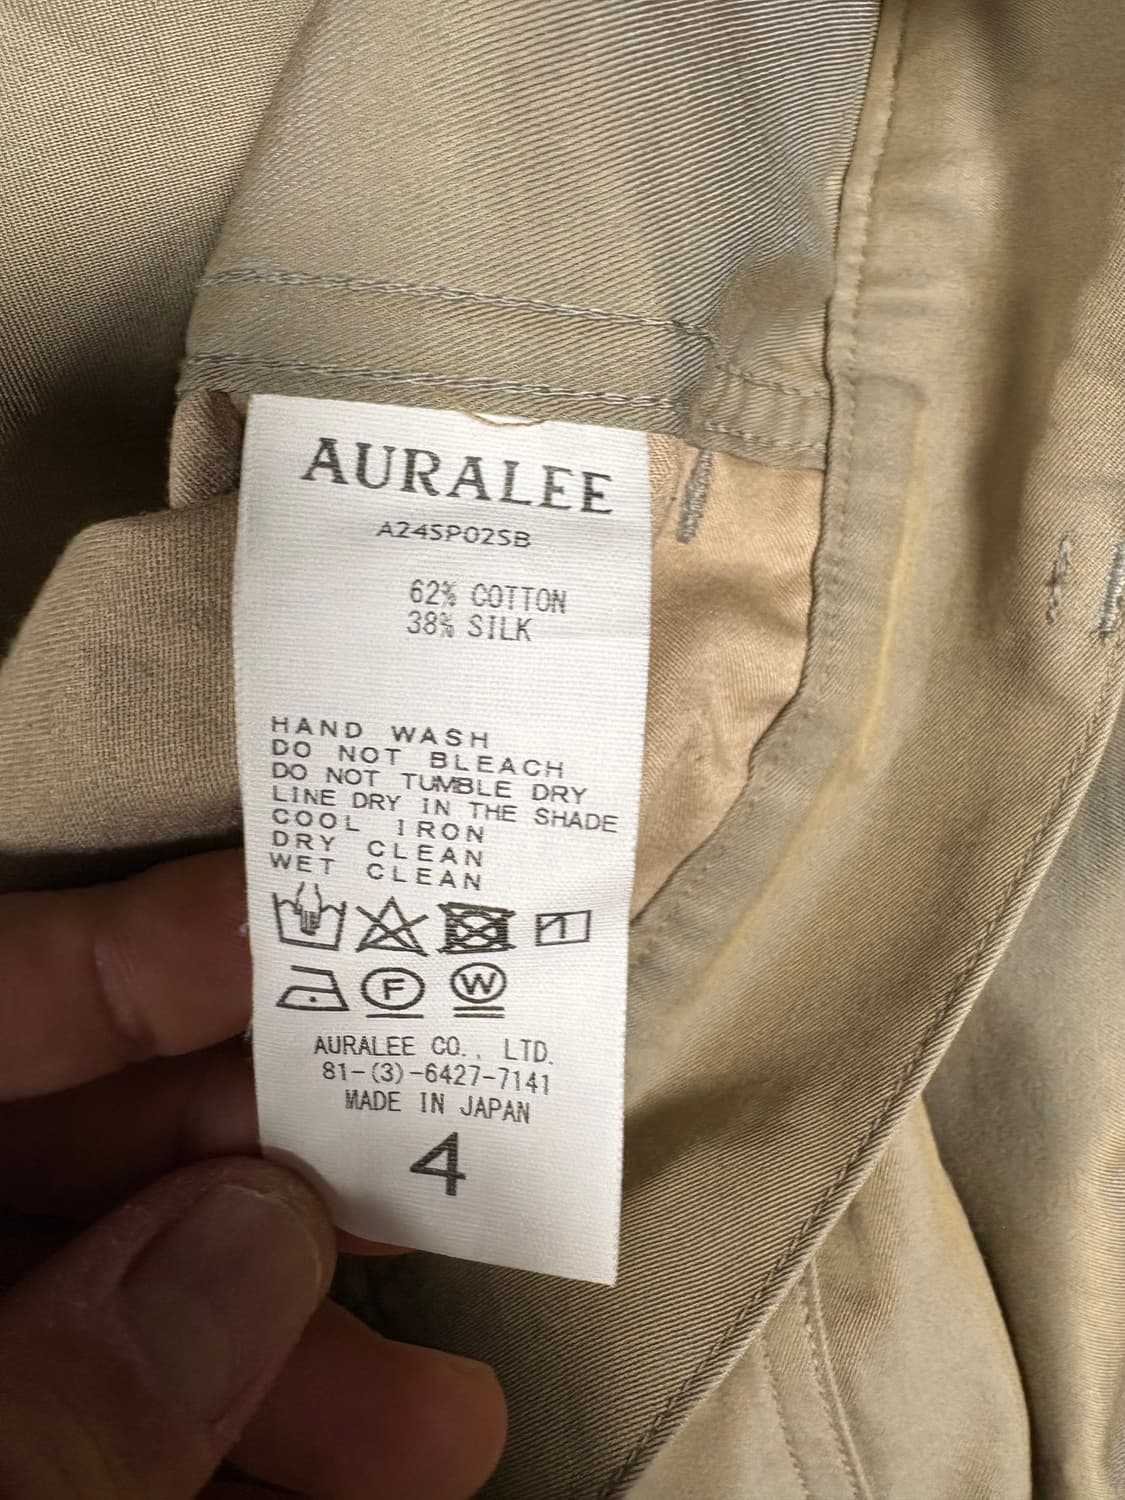 AURALEE
A24SP02SB
62% COTTON
38% SILK
HAND WASH
DO NOT BLEACH
DO NOT TUMBLE DRY
LINE DRY IN THE SHADE
COOL IRON
DRY CLEAN
WET CLEAN
F W
AURALEE CO., LTD.
81-(3)-6427-7141
MADE IN JAPAN
4